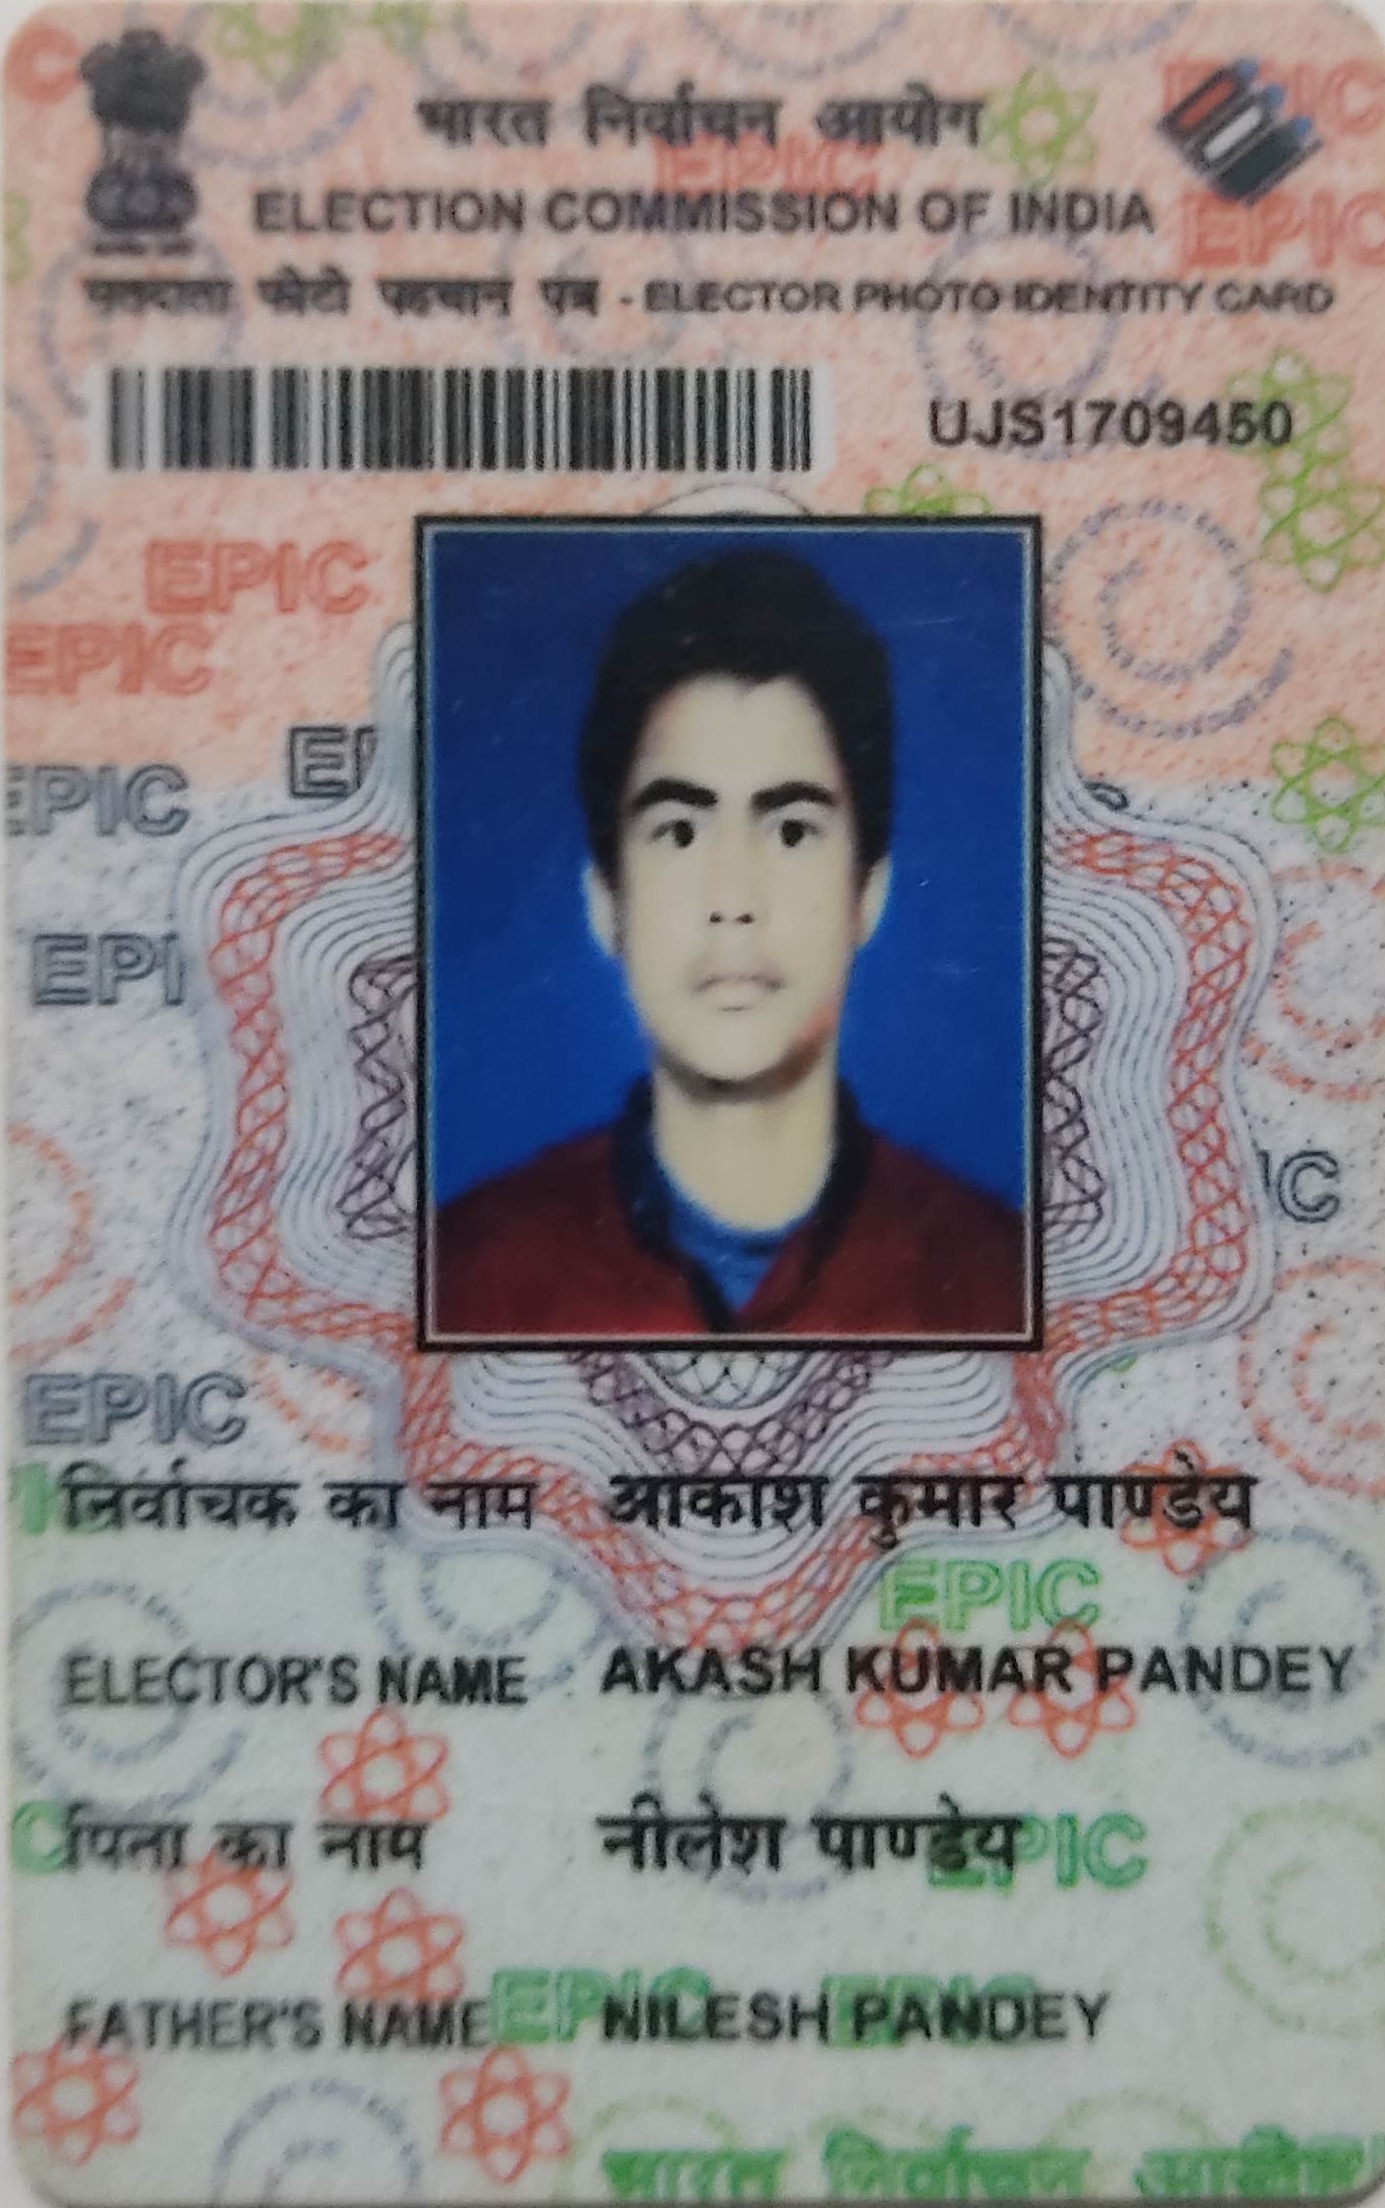 भारत निर्वाचन आयोग
ELECTION COMMISSION OF INDIA
मतदाता फोटो पहचान पत्र - ELECTOR PHOTO IDENTITY CARD
UJS1709450
EPIC
EPIC
EPIC
EPIC
EPIC
EPIC
निर्वाचक का नाम आकाश कुमार पाण्डेय
EPIC
ELECTOR'S NAME AKASH KUMAR PANDEY
पिता का नाम नीलेश पाण्डेय
EPIC
FATHER'S NAME NILESH PANDEY
EPIC EPIC
भारत निर्वाचन आयोग